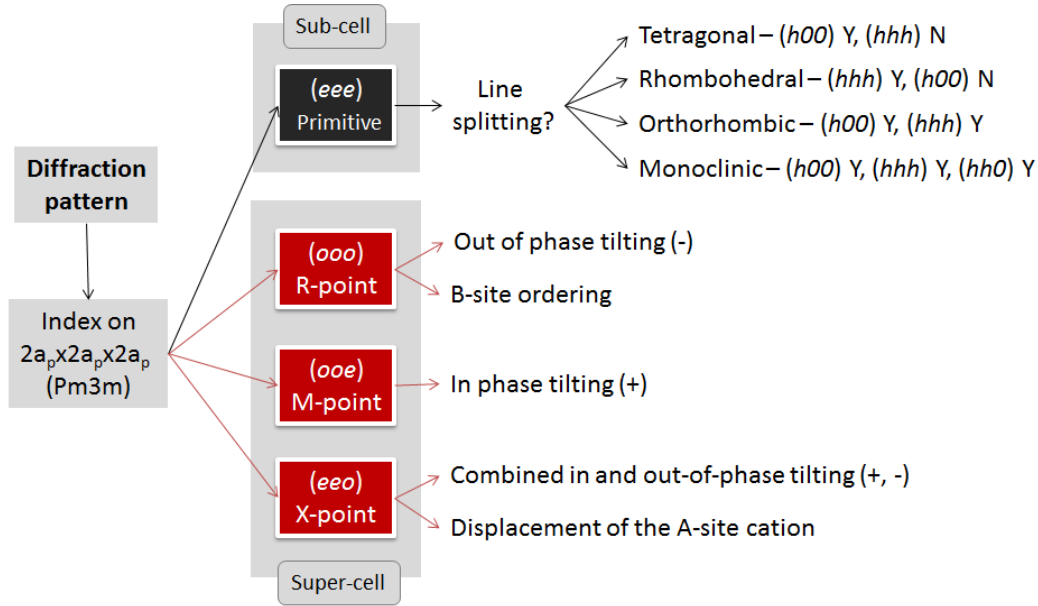 Sub-cell
(eee)
Primitive
Line
splitting?
Tetragonal – (h00) Y, (hhh) N
Rhombohedral – (hhh) Y, (h00) N
Orthorhombic – (h00) Y, (hhh) Y
Monoclinic – (h00) Y, (hhh) Y, (hh0) Y
Diffraction
pattern
Index on
2apx2apx2ap
(Pm3m)
(ooo)
R-point
Out of phase tilting (-)
B-site ordering
(ooe)
M-point
In phase tilting (+)
(eeo)
X-point
Combined in and out-of-phase tilting (+, -)
Displacement of the A-site cation
Super-cell